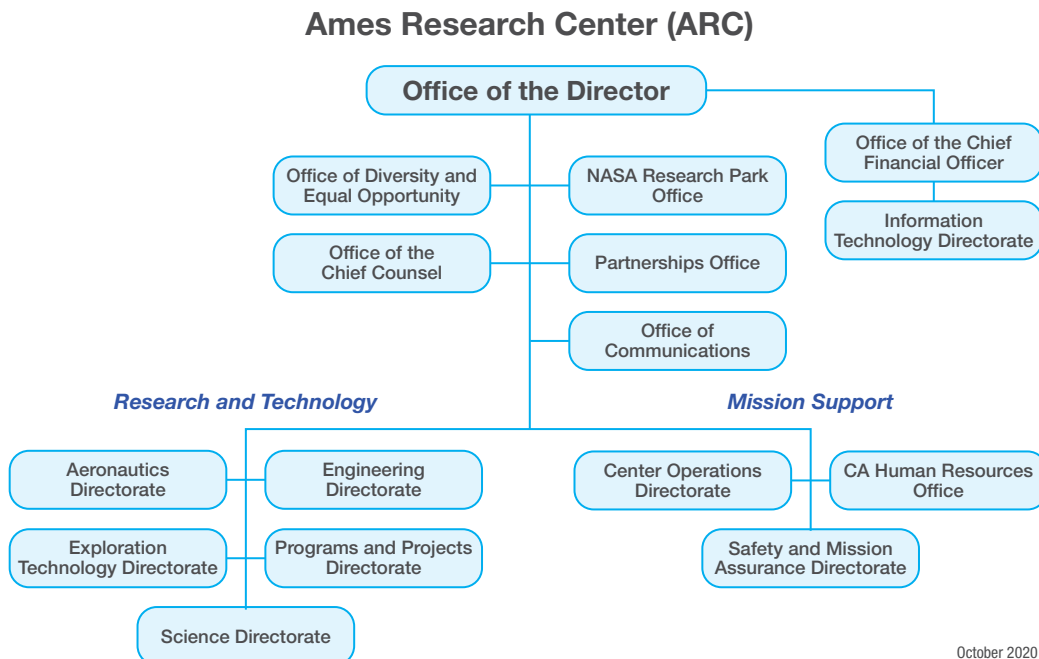 Ames Research Center (ARC)
Office of the Director
Office of the Chief
Financial Officer
Office of Diversity and
Equal Opportunity
NASA Research Park
Office
Information
Technology Directorate
Office of the
Chief Counsel
Partnerships Office
Office of
Communications
Research and Technology
Mission Support
Aeronautics
Directorate
Engineering
Directorate
Center Operations
Directorate
CA Human Resources
Office
Exploration
Technology Directorate
Programs and Projects
Directorate
Safety and Mission
Assurance Directorate
Science Directorate
October 2020